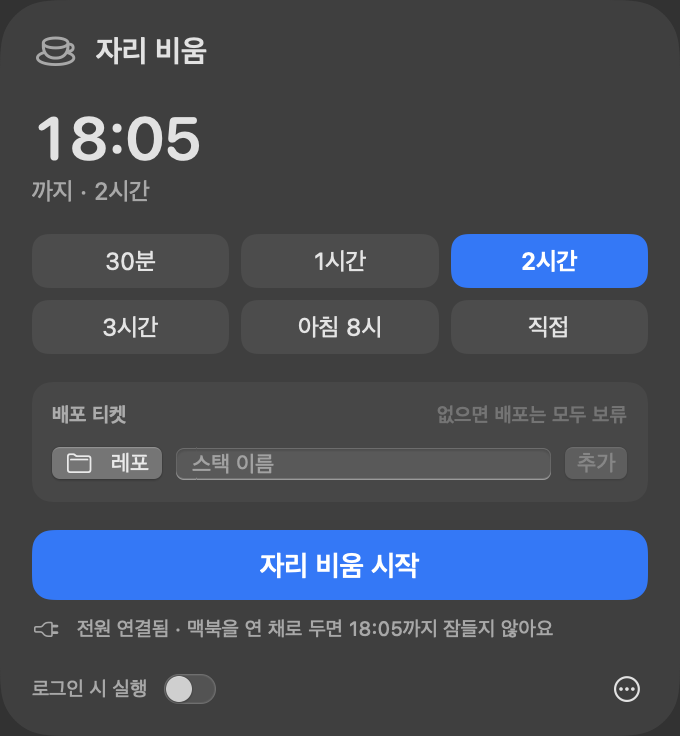 자리 비움
18:05
까지 · 2시간
30분 1시간 2시간
3시간 아침 8시 직접
배포 티켓 없으면 배포는 모두 보류
레포 스택 이름 추가
자리 비움 시작
전원 연결됨 · 맥북을 연 채로 두면 18:05까지 잠들지 않아요
로그인 시 실행